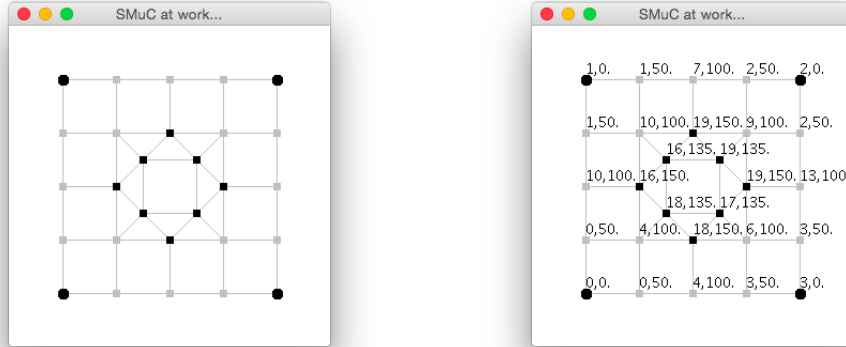 SMuC at work...
SMuC at work...
1,0. 1,50. 7,100. 2,50. 2,0.
1,50. 10,100. 19,150. 9,100. 2,50.
16,135. 19,135.
10,100. 16,150. 19,150. 13,100
18,135. 17,135.
0,50. 4,100. 18,150. 6,100. 3,50.
0,0. 0,50. 4,100. 3,50. 3,0.